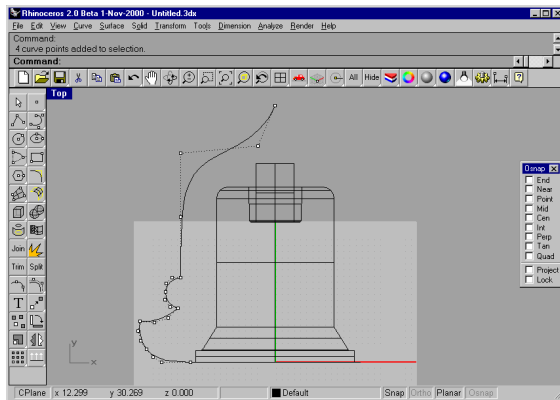 Rhinoceros 2.0 Beta 1-Nov-2000 - Untitled.3dx
File Edit View Curve Surface Solid Transform Tools Dimension Analyze Render Help
Command:
4 curve points added to selection.
Command:
All Hide
Top
Osnap
End
Near
Point
Mid
Cen
Int
Perp
Tan
Quad
Project
Lock
Join
Trim Split
T
y
x
CPlane x 12.299 y 30.269 z 0.000 Default Snap Ortho Planar Osnap